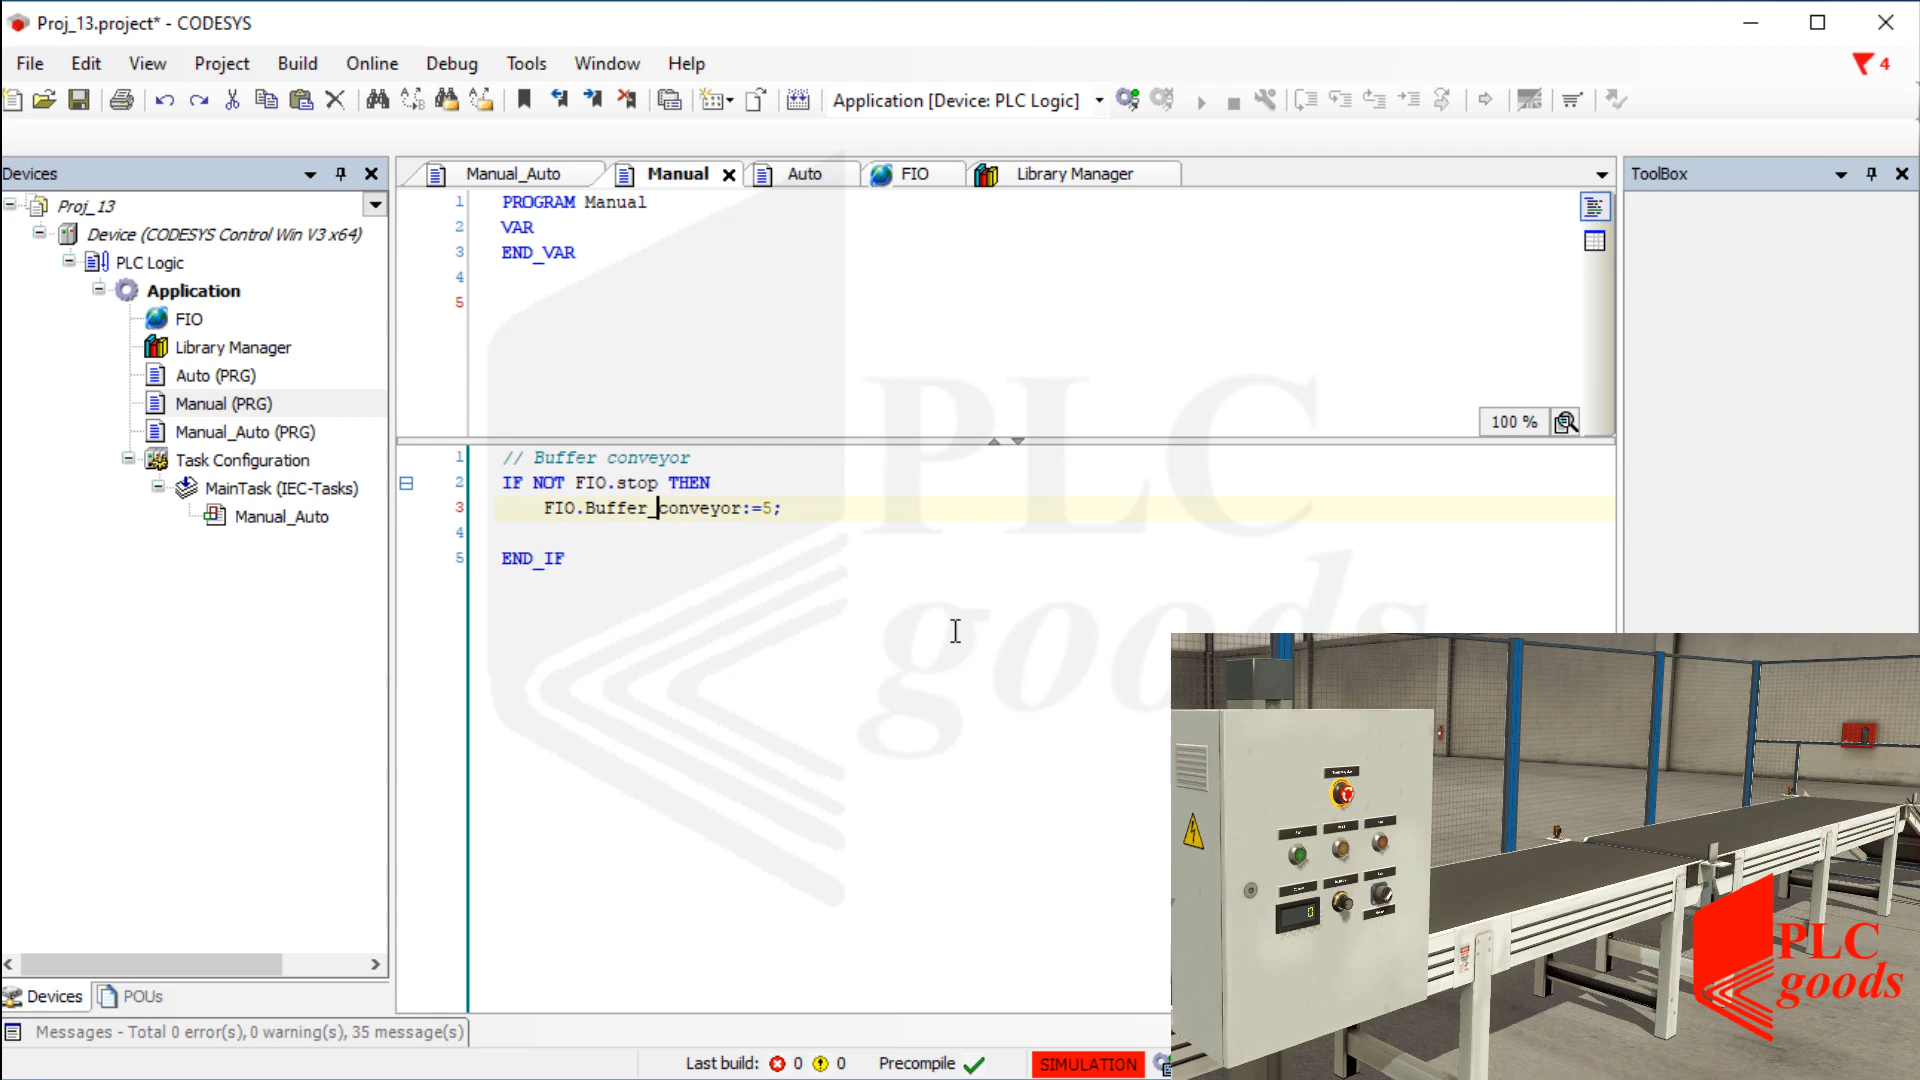 Proj_13.project* - CODESYS
File Edit View Project Build Online Debug Tools Window Help
4
Application [Device: PLC Logic]
Devices
Manual_Auto Manual Auto FIO Library Manager
ToolBox
Proj_13
Device (CODESYS Control Win V3 x64)
PLC Logic
Application
FIO
Library Manager
Auto (PRG)
Manual (PRG)
Manual_Auto (PRG)
Task Configuration
MainTask (IEC-Tasks)
Manual_Auto
1 PROGRAM Manual
2 VAR
3 END_VAR
4
5
100 %
1 // Buffer conveyor
2 IF NOT FIO.stop THEN
3 FIO.Buffer_conveyor:=5;
4
5 END_IF
PLC
goods
0
PLC
goods
Devices POUs
Messages - Total 0 error(s), 0 warning(s), 35 message(s)
Last build: 0 0 Precompile SIMULATION